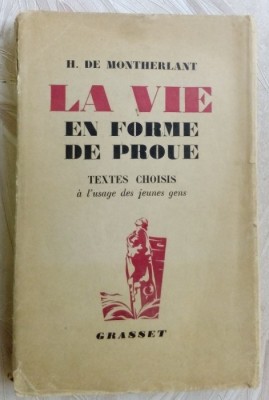 H. DE MONTHERLANT
LA VIE
EN FORME
DE PROUE
TEXTES CHOISIS
à l'usage des jeunes gens
GRASSET